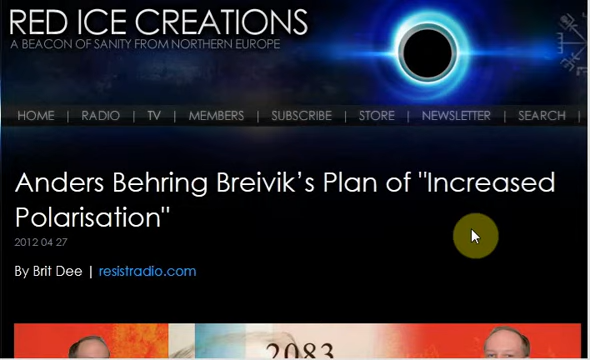 RED ICE CREATIONS
A BEACON OF SANITY FROM NORTHERN EUROPE
HOME | RADIO | TV | MEMBERS | SUBSCRIBE | STORE | NEWSLETTER | SEARCH |
Anders Behring Breivik’s Plan of "Increased
Polarisation"
2012 04 27
By Brit Dee | resistradio.com
2083